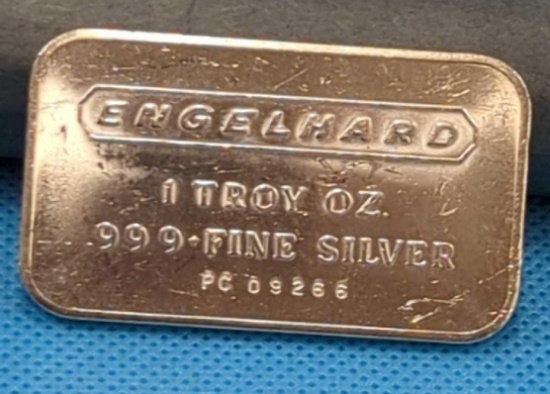 ENGELHARD
1 TROY OZ.
999+FINE SILVER
PC 09266